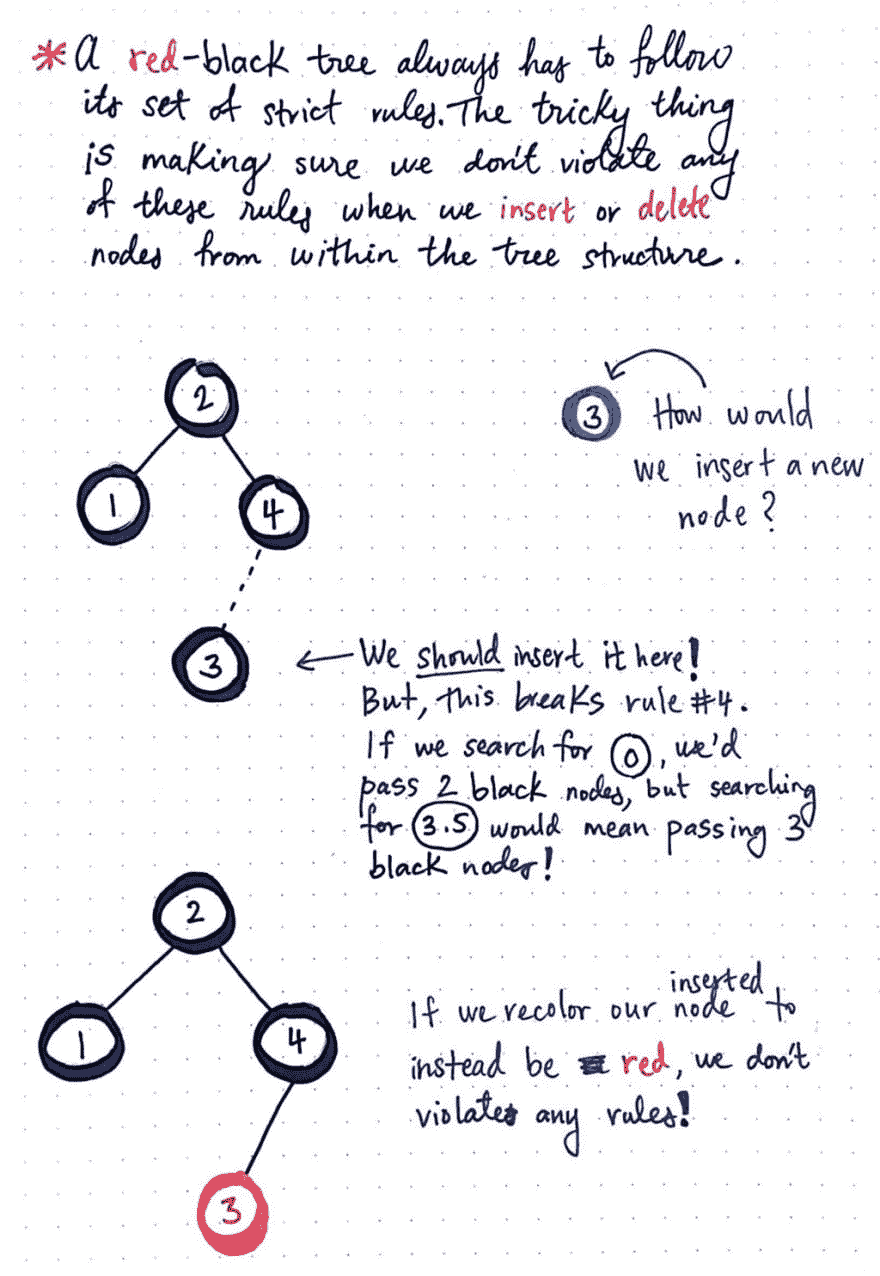 * A red-black tree always has to follow
its set of strict rules. The tricky thing
is making sure we don't violate any
of these rules when we insert or delete
nodes from within the tree structure.
2
3 How would
we insert a new
node?
1
4
3
← We should insert it here!
But, this breaks rule #4.
If we search for 0, we'd
pass 2 black nodes, but searching
for 3.5 would mean passing 3
black nodes!
2
inserted
If we recolor our node to
1
4
instead be red, we don't
violates any rules!
3